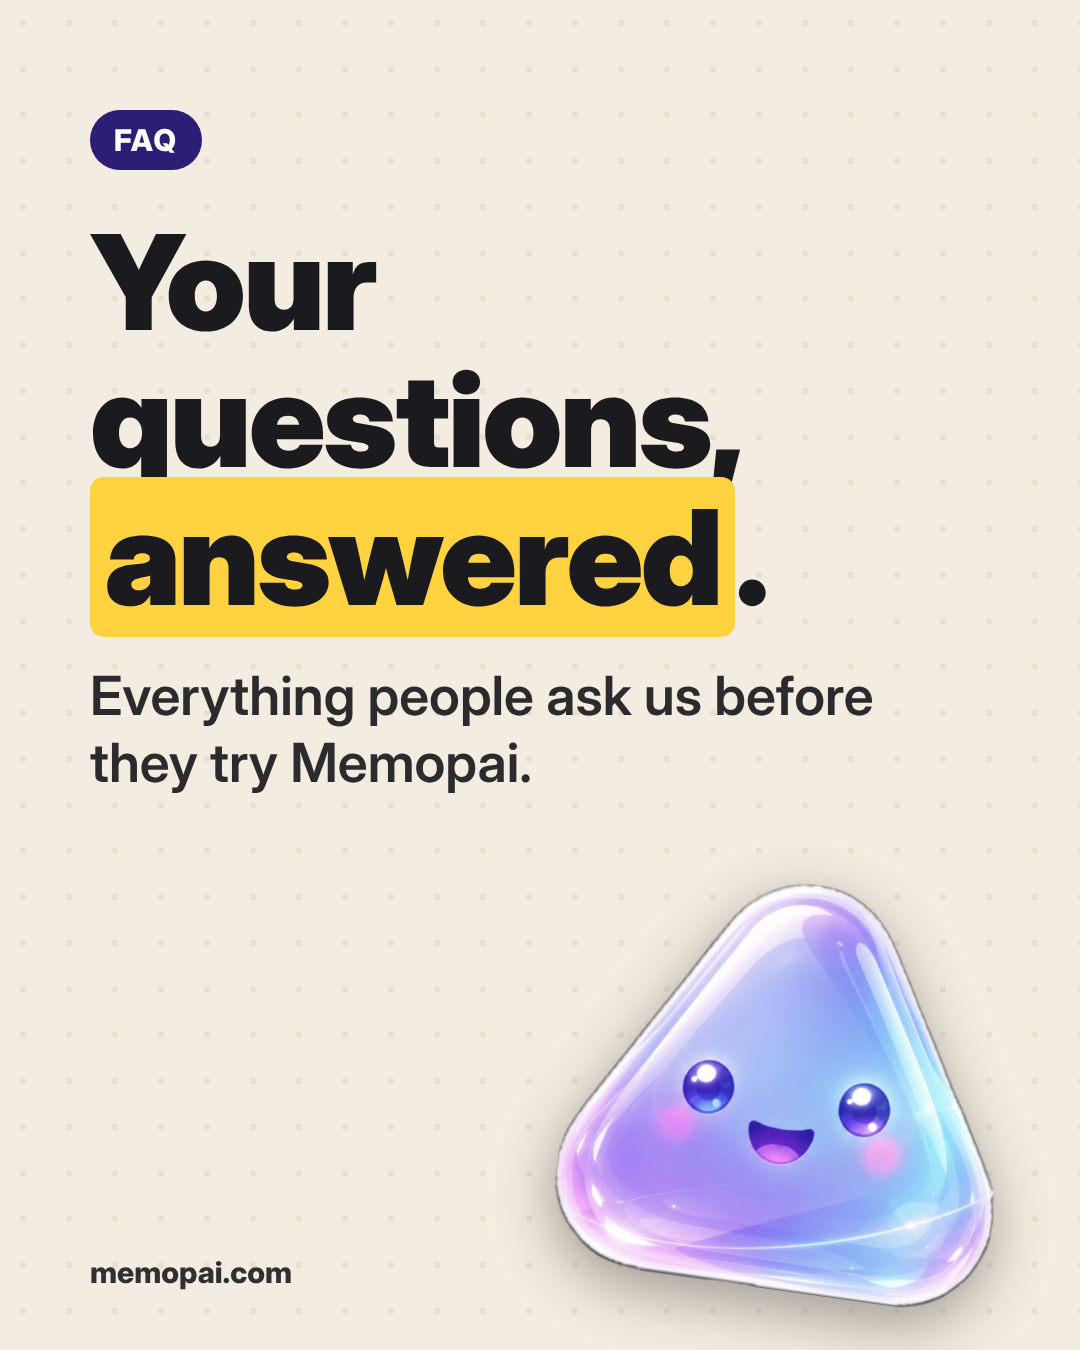 FAQ
Your
questions,
answered.
Everything people ask us before
they try Memopai.
memopai.com